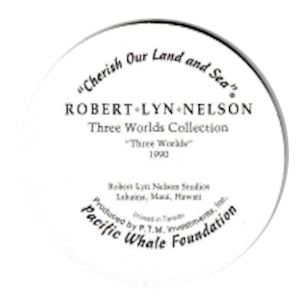 "Cherish Our Land and Sea"®
ROBERT•LYN•NELSON
Three Worlds Collection
"Three Worlds"
1990
Robert Lyn Nelson Studios
Lahaina, Maui, Hawaii
Printed in Taiwan
Produced by P.T.M. Investments, Inc.
Pacific Whale Foundation